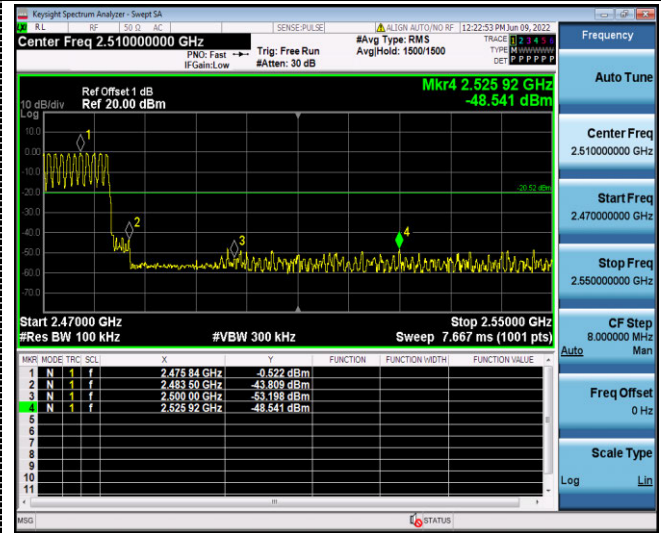 Keysight Spectrum Analyzer - Swept SA
RL RF 50 Ω AC SENSE:PULSE ALIGN AUTO/NO RF 12:22:53 PM Jun 09, 2022
Center Freq 2.510000000 GHz
PNO: Fast
IFGain:Low
Trig: Free Run
#Atten: 30 dB
#Avg Type: RMS
Avg|Hold: 1500/1500
TRACE 1 2 3 4 5 6
TYPE M WWWWW
DET P P P P P P
Mkr4 2.525 92 GHz
-48.541 dBm
Ref Offset 1 dB
10 dB/div Ref 20.00 dBm
Log
10.0
0.00
-10.0
-20.0
-30.0
-40.0
-50.0
-60.0
-70.0
1
2
3
4
-20.52 dBm
Start 2.47000 GHz Stop 2.55000 GHz
#Res BW 100 kHz #VBW 300 kHz Sweep 7.667 ms (1001 pts)
MKR MODE TRC SCL X Y FUNCTION FUNCTION WIDTH FUNCTION VALUE
1 N 1 f 2.475 84 GHz -0.522 dBm
2 N 1 f 2.483 50 GHz -43.809 dBm
3 N 1 f 2.500 00 GHz -53.198 dBm
4 N 1 f 2.525 92 GHz -48.541 dBm
5
6
7
8
9
10
11
MSG STATUS
Frequency
Auto Tune
Center Freq
2.510000000 GHz
Start Freq
2.470000000 GHz
Stop Freq
2.550000000 GHz
CF Step
8.000000 MHz
Auto Man
Freq Offset
0 Hz
Scale Type
Log Lin